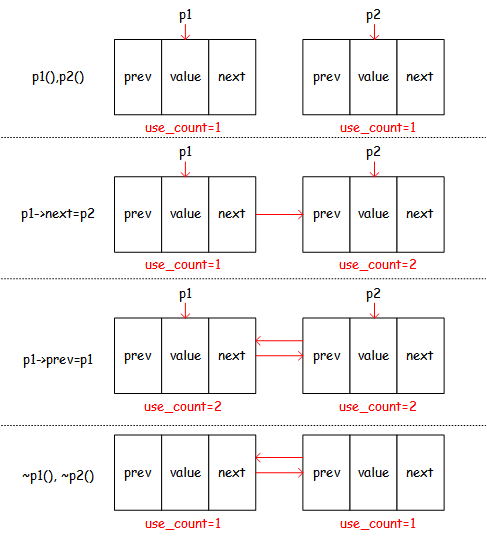 p1 p2
p1(),p2() prev value next prev value next
use_count=1 use_count=1
p1 p2
p1->next=p2 prev value next prev value next
use_count=1 use_count=2
p1 p2
p1->prev=p1 prev value next prev value next
use_count=2 use_count=2
~p1(), ~p2() prev value next prev value next
use_count=1 use_count=1